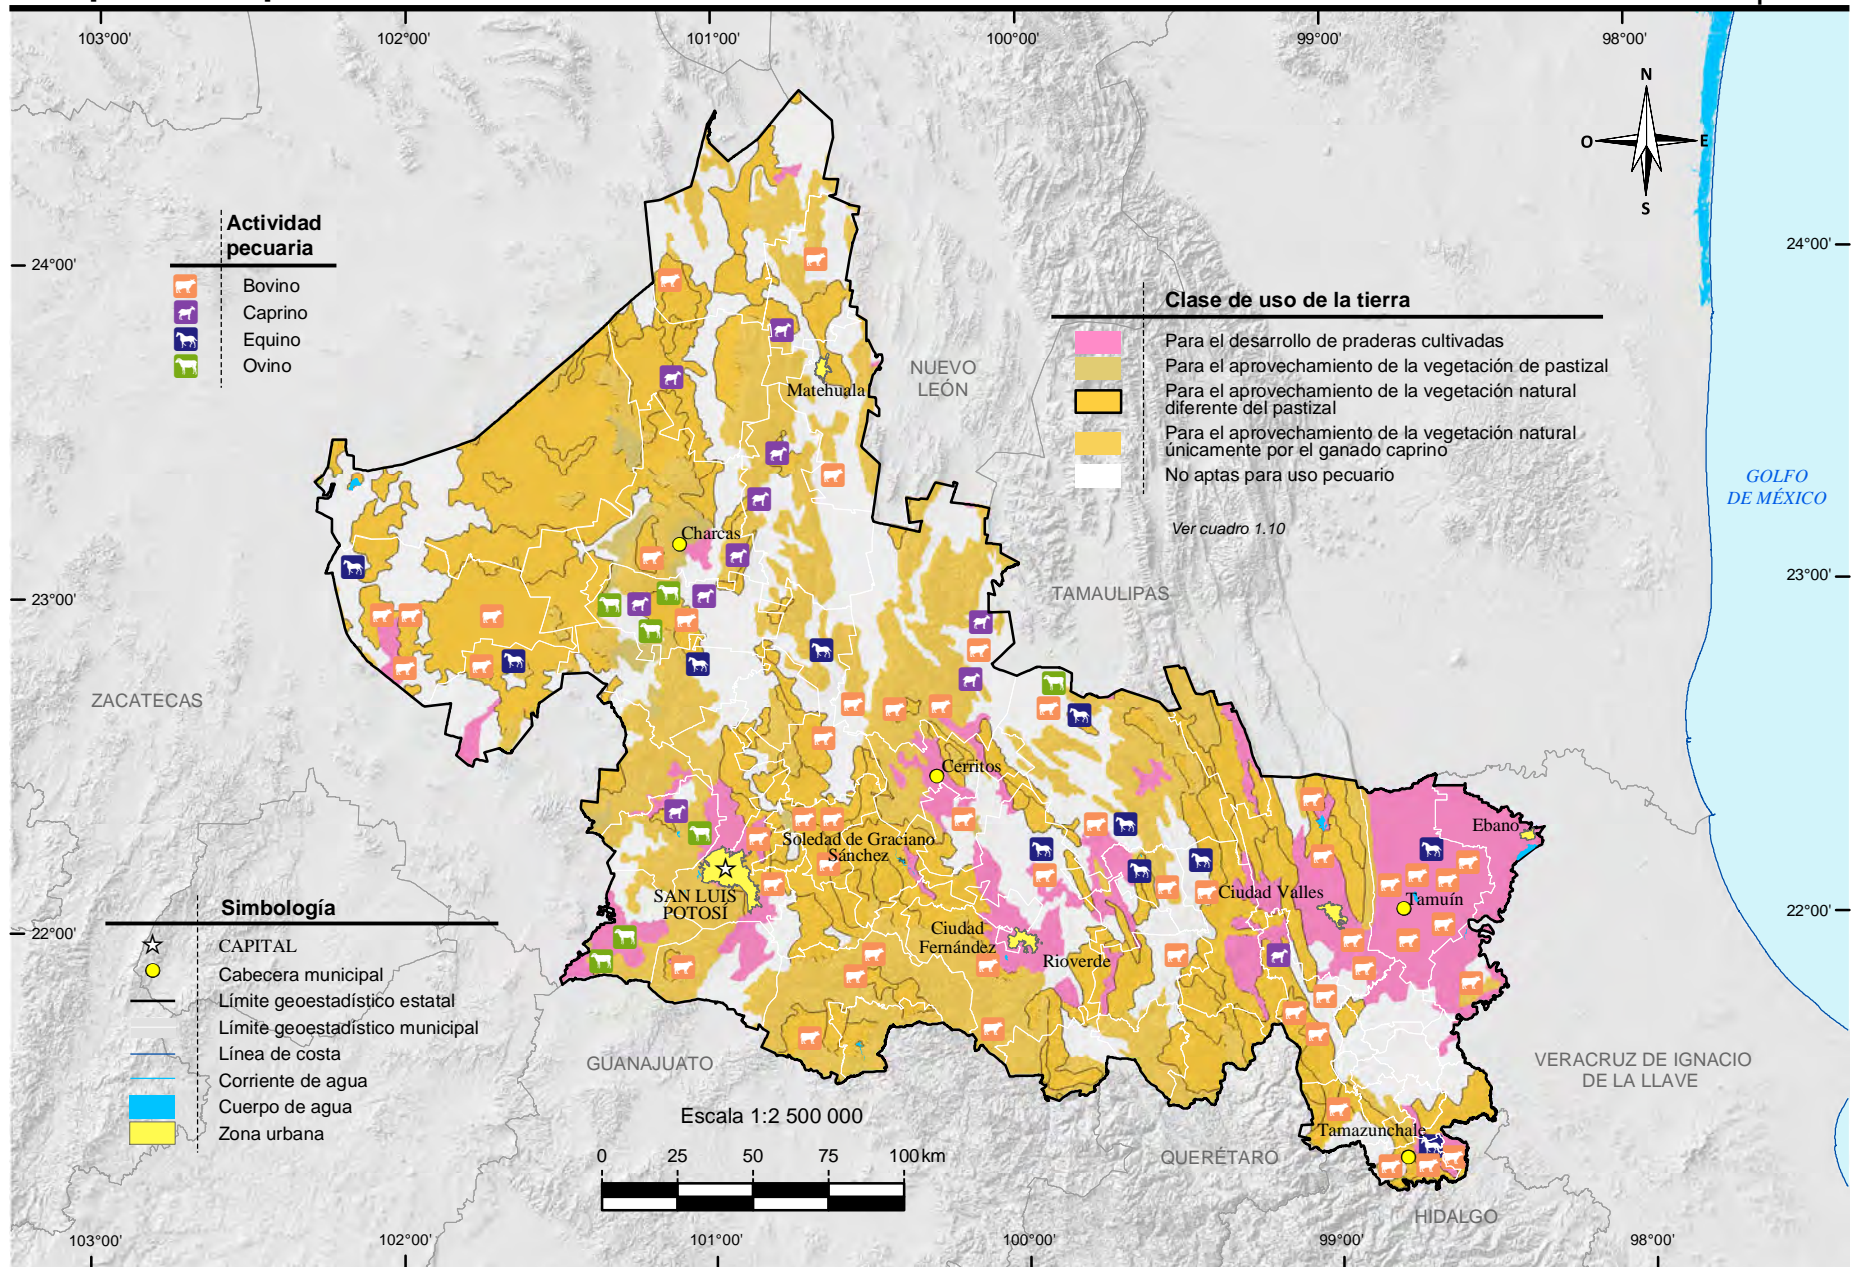 103°00'
102°00'
101°00'
100°00'
99°00'
98°00'
N
O
E
S
24°00'
24°00'
Actividad
pecuaria
Bovino
Caprino
Equino
Ovino
Clase de uso de la tierra
Para el desarrollo de praderas cultivadas
Para el aprovechamiento de la vegetación de pastizal
Para el aprovechamiento de la vegetación natural
diferente del pastizal
Para el aprovechamiento de la vegetación natural
únicamente por el ganado caprino
No aptas para uso pecuario
Ver cuadro 1.10
NUEVO
LEÓN
Matehuala
GOLFO
DE MÉXICO
Charcas
23°00'
23°00'
TAMAULIPAS
ZACATECAS
Cerritos
Soledad de Graciano
Sánchez
Ebano
SAN LUIS
POTOSÍ
Ciudad Valles
Tamuín
22°00'
22°00'
Ciudad
Fernández
Rioverde
Simbología
CAPITAL
Cabecera municipal
Límite geoestadístico estatal
Límite geoestadístico municipal
Línea de costa
Corriente de agua
Cuerpo de agua
Zona urbana
GUANAJUATO
VERACRUZ DE IGNACIO
DE LA LLAVE
Escala 1:2 500 000
0 25 50 75 100 km
Tamazunchale
QUERÉTARO
HIDALGO
103°00'
102°00'
101°00'
100°00'
99°00'
98°00'